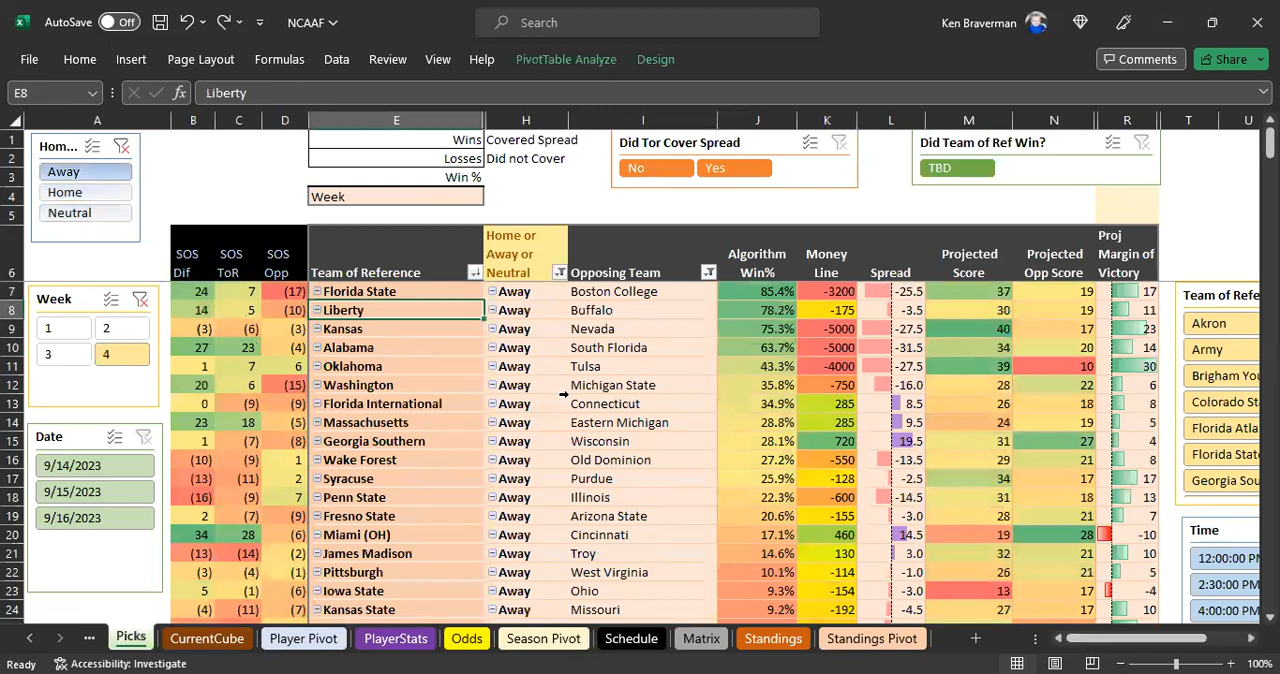 AutoSave Off NCAAF Search Ken Braverman
File Home Insert Page Layout Formulas Data Review View Help PivotTable Analyze Design Comments Share
E8 fx Liberty
A B C D E H I J K L M N R T U
1 Wins Covered Spread
2 Losses Did not Cover
3 Win %
4 Week
5
Hom...
Away
Home
Neutral
Did Tor Cover Spread
No Yes
Did Team of Ref Win?
TBD
6 SOS Dif SOS ToR SOS Opp Team of Reference Home or Away or Neutral Opposing Team Algorithm Win% Money Line Spread Projected Score Projected Opp Score Proj Margin of Victory
7 24 7 (17) Florida State Away Boston College 85.4% -3200 -25.5 37 19 17
8 14 5 (10) Liberty Away Buffalo 78.2% -175 -3.5 30 19 11
9 (3) (6) (3) Kansas Away Nevada 75.3% -5000 -27.5 40 17 23
10 27 23 (4) Alabama Away South Florida 63.7% -5000 -31.5 34 20 14
11 1 7 6 Oklahoma Away Tulsa 43.3% -4000 -27.5 39 10 30
12 20 6 (15) Washington Away Michigan State 35.8% -750 -16.0 28 22 6
13 0 (9) (9) Florida International Away Connecticut 34.9% 285 8.5 26 18 8
14 23 18 (5) Massachusetts Away Eastern Michigan 28.8% 285 9.5 24 19 5
15 1 (7) (8) Georgia Southern Away Wisconsin 28.1% 720 19.5 31 27 4
16 (10) (9) 1 Wake Forest Away Old Dominion 27.2% -550 -13.5 29 21 8
17 (13) (11) 2 Syracuse Away Purdue 25.9% -128 -2.5 34 17 17
18 (16) (9) 7 Penn State Away Illinois 22.3% -600 -14.5 31 18 13
19 2 (7) (9) Fresno State Away Arizona State 20.6% -155 -3.0 28 21 7
20 34 28 (6) Miami (OH) Away Cincinnati 17.1% 460 14.5 19 28 -10
21 (13) (14) (2) James Madison Away Troy 14.6% 130 3.0 32 21 10
22 (3) (4) (1) Pittsburgh Away West Virginia 10.1% -114 -1.0 26 21 5
23 5 (1) (6) Iowa State Away Ohio 9.3% -154 -3.0 13 17 -4
24 (4) (11) (7) Kansas State Away Missouri 9.2% -192 -4.5 27 17 10
Week
1 2
3 4
Date
9/14/2023
9/15/2023
9/16/2023
Team of Refe
Akron
Army
Brigham You
Colorado Sta
Florida Atla
Florida State
Georgia Sou
Time
12:00:00 PM
2:30:00 PM
4:00:00 PM
... Picks CurrentCube Player Pivot PlayerStats Odds Season Pivot Schedule Matrix Standings Standings Pivot
Ready Accessibility: Investigate 100%